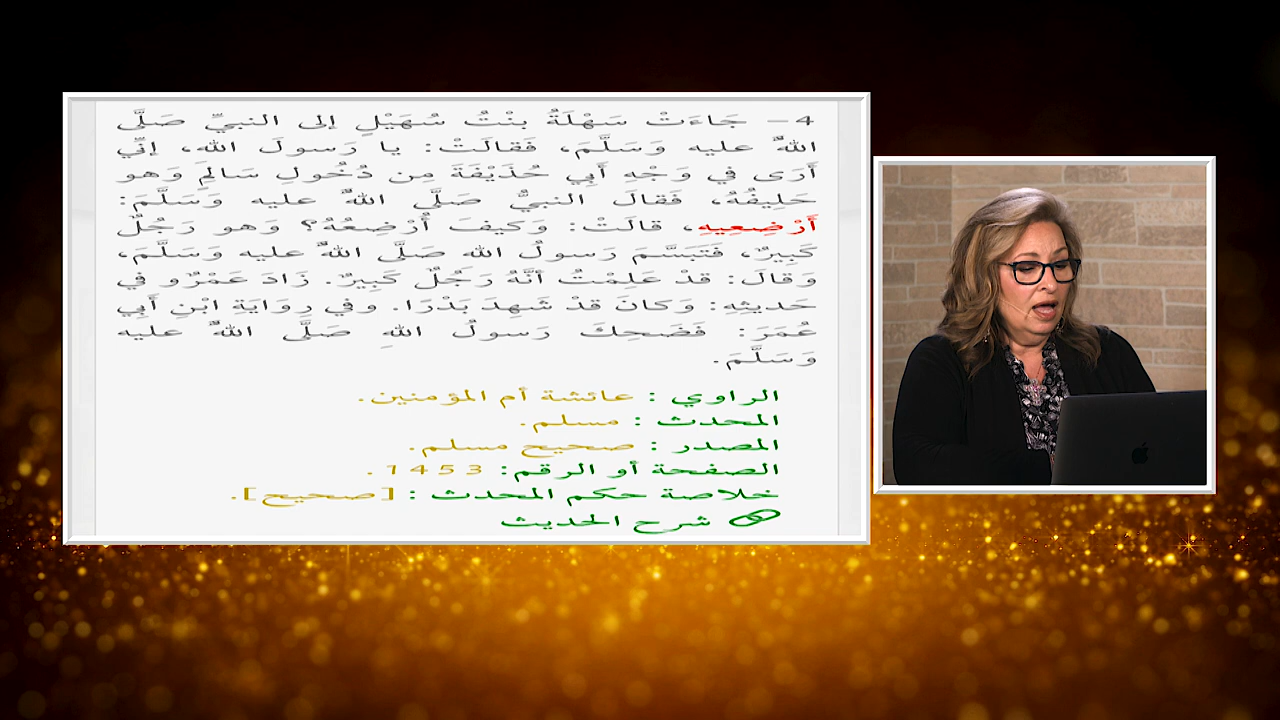 4- جَاءَتْ سَهْلَةُ بنْتُ سُهَيْلٍ إلى النبيِّ صَلَّى
اللهُ عليه وَسَلَّمَ، فَقالَتْ: يا رَسولَ اللهِ، إنِّي
أَرَى في وَجْهِ أَبِي حُذَيْفَةَ مِن دُخُولِ سَالِمٍ وَهو
حَلِيفُهُ، فَقالَ النبيُّ صَلَّى اللهُ عليه وَسَلَّمَ:
أَرْضِعِيهِ، قالَتْ: وَكيفَ أُرْضِعُهُ؟ وَهو رَجُلٌ
كَبِيرٌ، فَتَبَسَّمَ رَسولُ اللهِ صَلَّى اللهُ عليه وَسَلَّمَ،
وَقالَ: قدْ عَلِمْتُ أنَّهُ رَجُلٌ كَبِيرٌ. زَادَ عَمْرٌو في
حَديثِهِ: وَكانَ قدْ شَهِدَ بَدْرًا. وفي رِوَايَةِ ابْنِ أَبِي
عُمَرَ: فَضَحِكَ رَسولُ اللهِ صَلَّى اللهُ عليه
وَسَلَّمَ.
الراوي : عائشة أم المؤمنين.
المحدث : مسلم.
المصدر : صحيح مسلم.
الصفحة أو الرقم: 1453 .
خلاصة حكم المحدث : [صحيح].
شرح الحديث